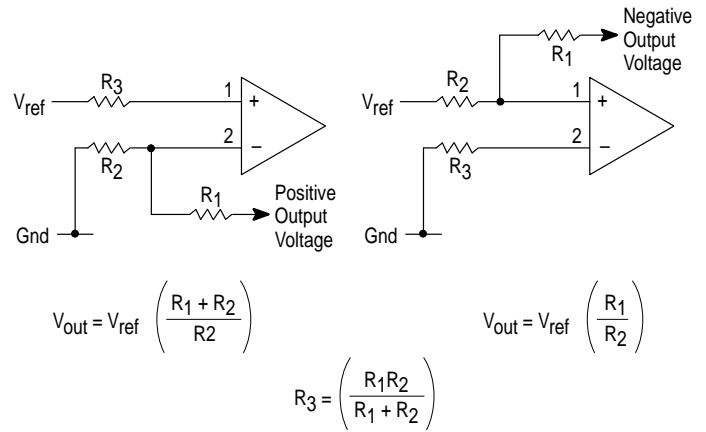 Negative
Output
Voltage
R1
R3
Vref
1
+
2
−
R2
R1
Positive
Output
Voltage
Gnd
R2
Vref
1
+
2
−
R3
Gnd
Vout = Vref ( R1 + R2 / R2 )
Vout = Vref ( R1 / R2 )
R3 = ( R1R2 / R1 + R2 )